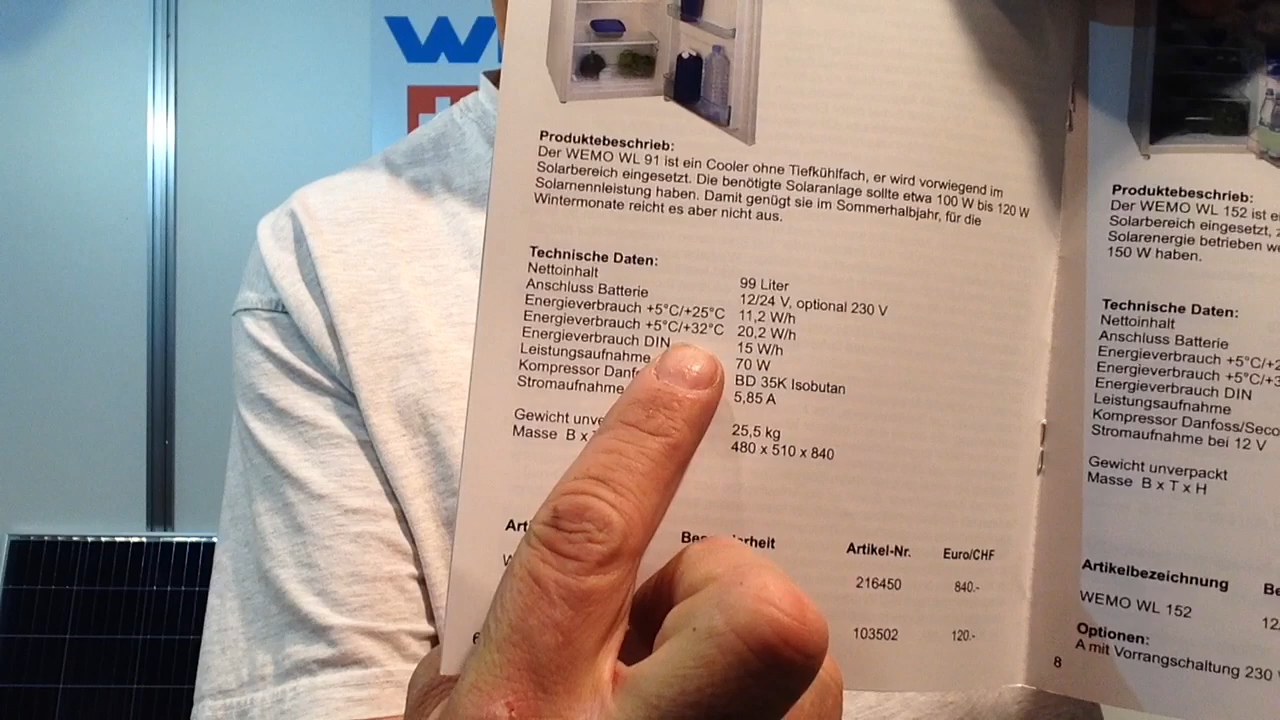 Produktebeschrieb:
Der WEMO WL 91 ist ein Cooler ohne Tiefkühlfach, er wird vorwiegend im
Solarbereich eingesetzt. Die benötigte Solaranlage sollte etwa 100 W bis 120 W
Solarnennleistung haben. Damit genügt sie im Sommerhalbjahr, für die
Wintermonate reicht es aber nicht aus.
Technische Daten:
Nettoinhalt 99 Liter
Anschluss Batterie 12/24 V, optional 230 V
Energieverbrauch +5°C/+25°C 11,2 W/h
Energieverbrauch +5°C/+32°C 20,2 W/h
Energieverbrauch DIN 15 W/h
Leistungsaufnahme 70 W
Kompressor BD 35K Isobutan
Stromaufnahme 5,85 A
Gewicht 25,5 kg
Masse B x 480 x 510 x 840
Artikel-Nr. Euro/CHF
216450 840.-
103502 120.-
Produktebeschrieb:
Der WEMO WL 152 ist
Solarbereich eingesetzt,
Solarenergie betrieben
150 W haben.
Technische Daten:
Nettoinhalt
Anschluss Batterie
Energieverbrauch
Energieverbrauch
Energieverbrauch DIN
Leistungsaufnahme
Kompressor
Stromaufnahme bei 12 V
Gewicht unverpackt
Masse B x T x H
Artikelbezeichnung
WEMO WL 152
Optionen:
A mit Vorrangschaltung 230
8